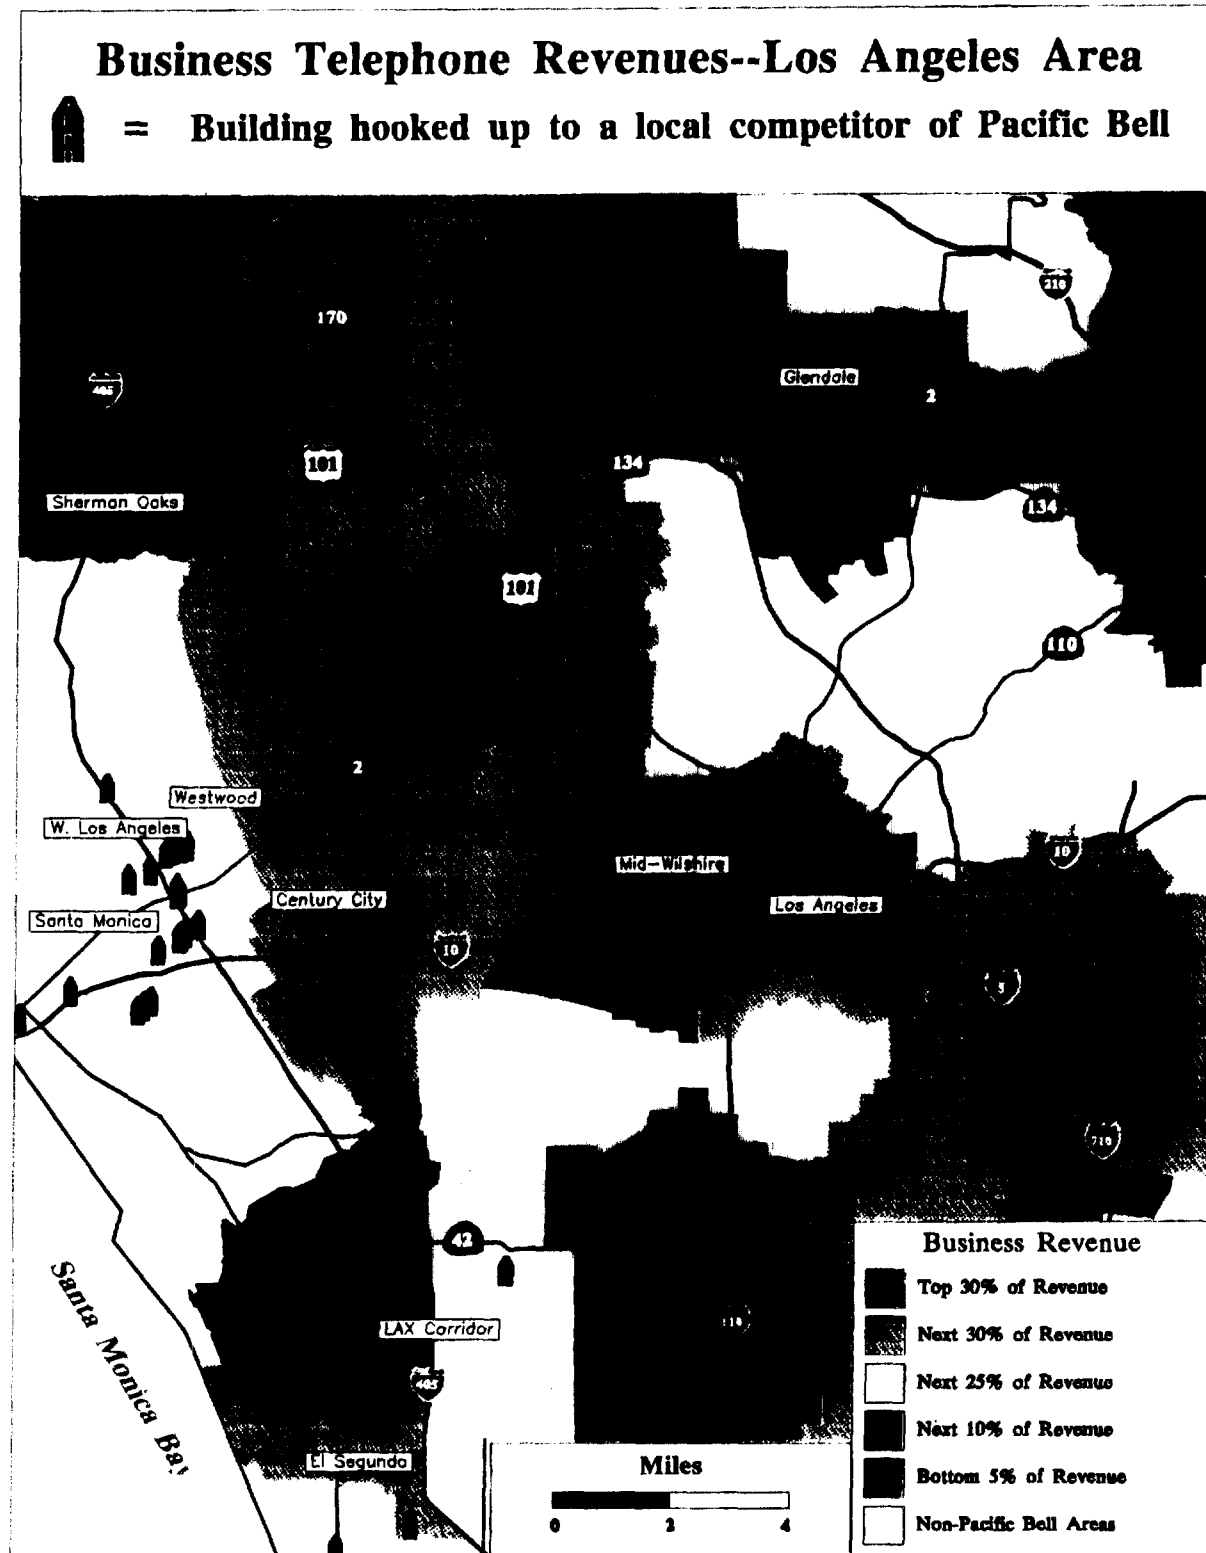 Business Telephone Revenues--Los Angeles Area
= Building hooked up to a local competitor of Pacific Bell
210
170
405
Glendale
2
101
134
Sherman Oaks
134
101
110
2
Westwood
W. Los Angeles
10
Mid-Wilshire
Century City
Los Angeles
Santa Monica
10
5
710
42
Business Revenue
Top 30% of Revenue
Next 30% of Revenue
Next 25% of Revenue
Next 10% of Revenue
Bottom 5% of Revenue
Non-Pacific Bell Areas
Santa Monica Bay
110
LAX Corridor
405
El Segundo
Miles
0 2 4